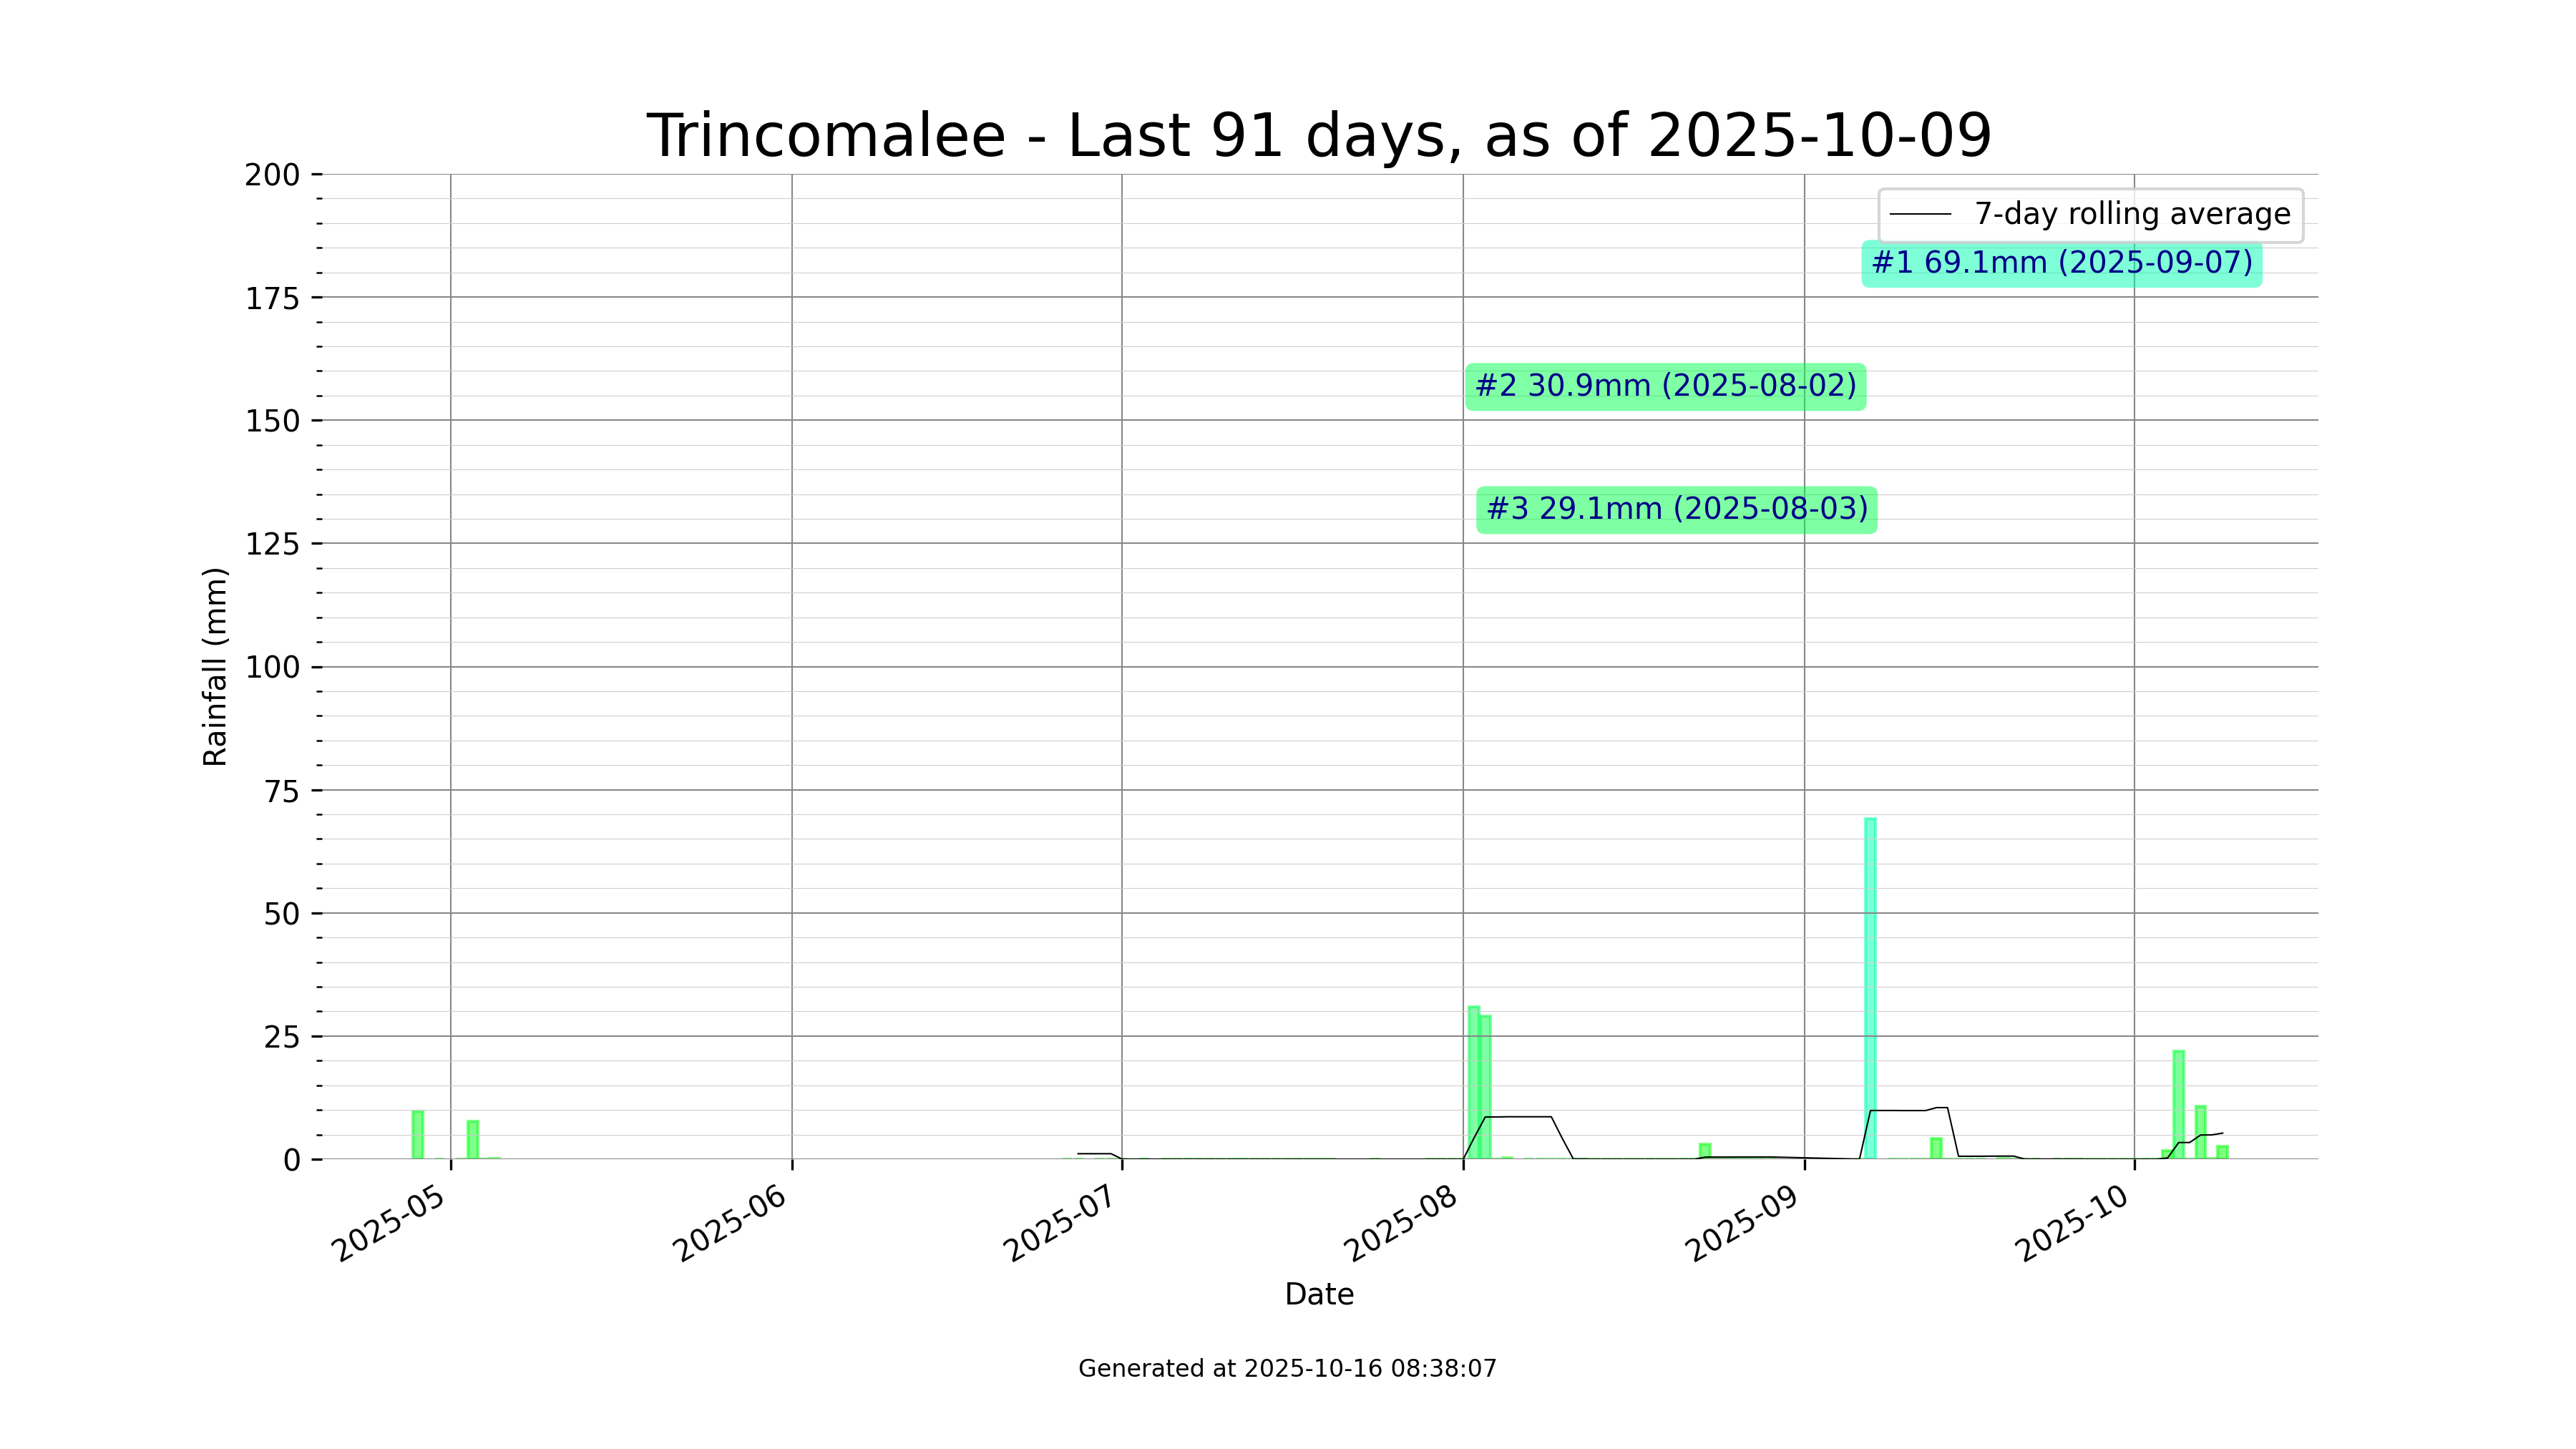 Trincomalee - Last 91 days, as of 2025-10-09
7-day rolling average
#1 69.1mm (2025-09-07)
#2 30.9mm (2025-08-02)
#3 29.1mm (2025-08-03)
Rainfall (mm)
200
175
150
125
100
75
50
25
0
2025-05
2025-06
2025-07
2025-08
2025-09
2025-10
Date
Generated at 2025-10-16 08:38:07